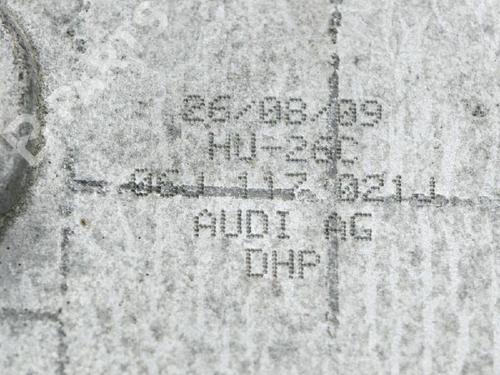 26/08/09
HU-26C
06J 117 021J
AUDI AG
DHP